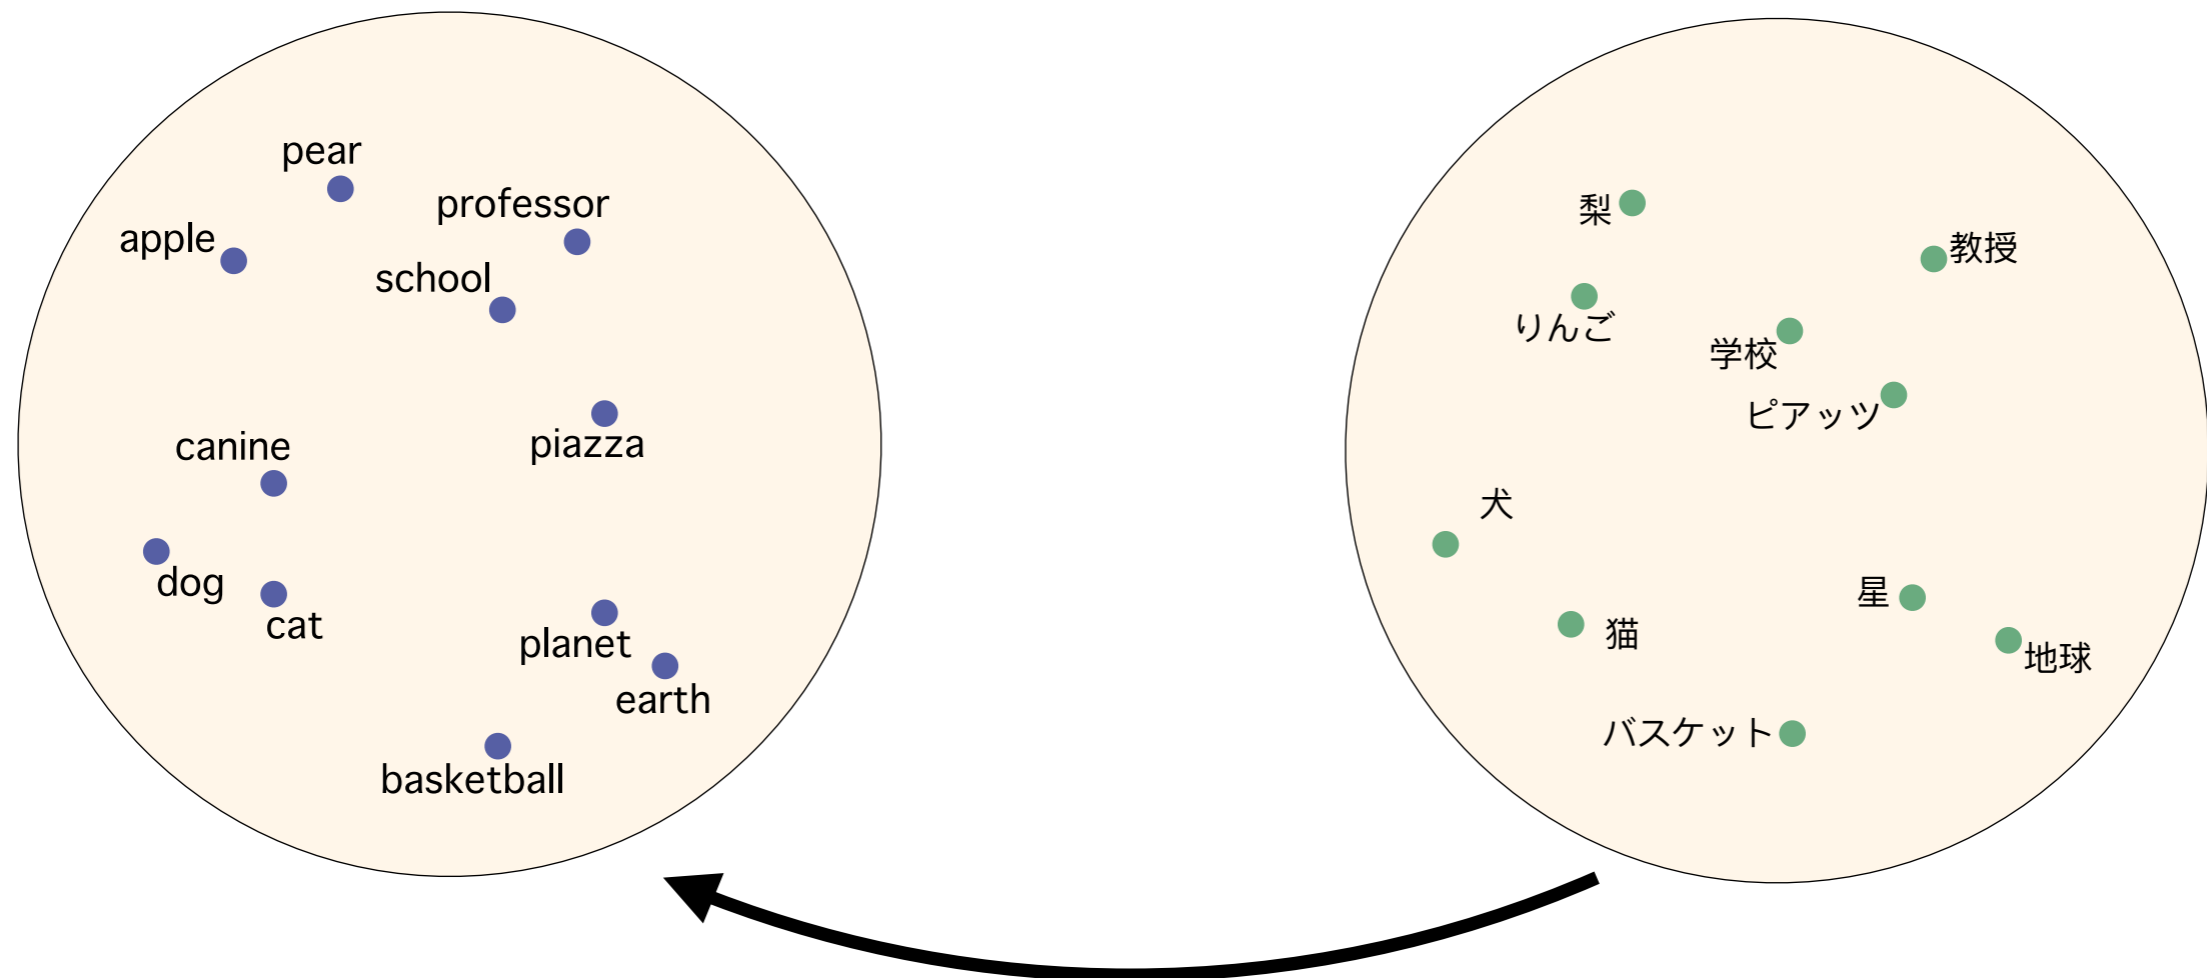 pear
professor
apple
school
canine
piazza
dog
cat
planet
earth
basketball
梨
教授
りんご
学校
ピアッツ
犬
星
猫
地球
バスケット